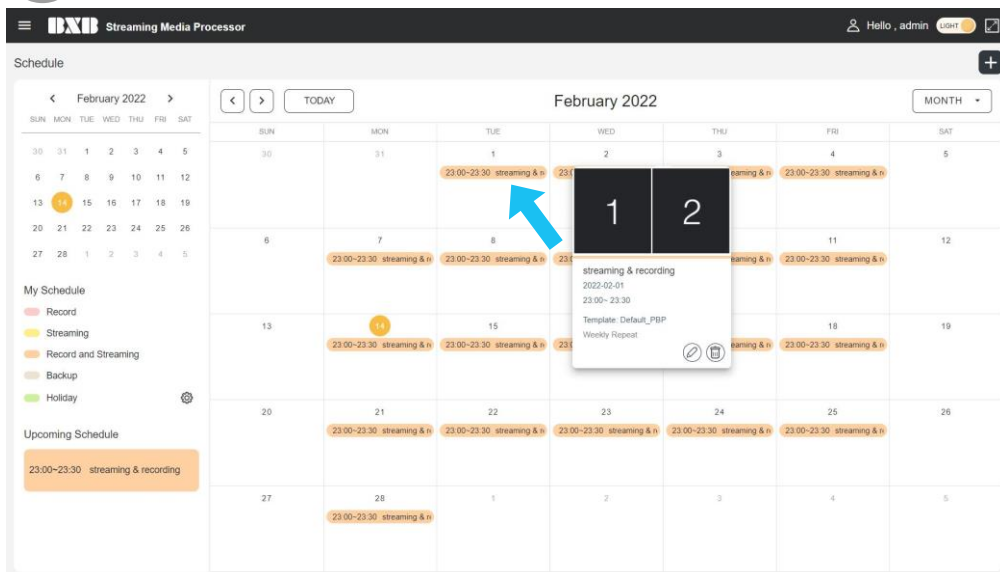 BXB Streaming Media Processor
Hello , admin LIGHT
Schedule
February 2022
SUN MON TUE WED THU FRI SAT
30 31 1 2 3 4 5
6 7 8 9 10 11 12
13 14 15 16 17 18 19
20 21 22 23 24 25 26
27 28 1 2 3 4 5
My Schedule
Record
Streaming
Record and Streaming
Backup
Holiday
Upcoming Schedule
23:00~23:30 streaming & recording
TODAY
February 2022
MONTH
SUN MON TUE WED THU FRI SAT
30 31 1 2 3 4 5
23:00~23:30 streaming & 23:00~23:30 streaming &
6 7 8 11 12
23:00~23:30 streaming & 23:00~23:30 streaming & 23:00~23:30 streaming &
13 14 15 18 19
23:00~23:30 streaming & 23:00~23:30 streaming & 23:00~23:30 streaming &
20 21 22 23 24 25 26
23:00~23:30 streaming & 23:00~23:30 streaming & 23:00~23:30 streaming & 23:00~23:30 streaming & 23:00~23:30 streaming &
27 28 1 2 3 4 5
23:00~23:30 streaming &
1 2
streaming & recording
2022-02-01
23:00~ 23:30
Template: Default_PBP
Weekly Repeat